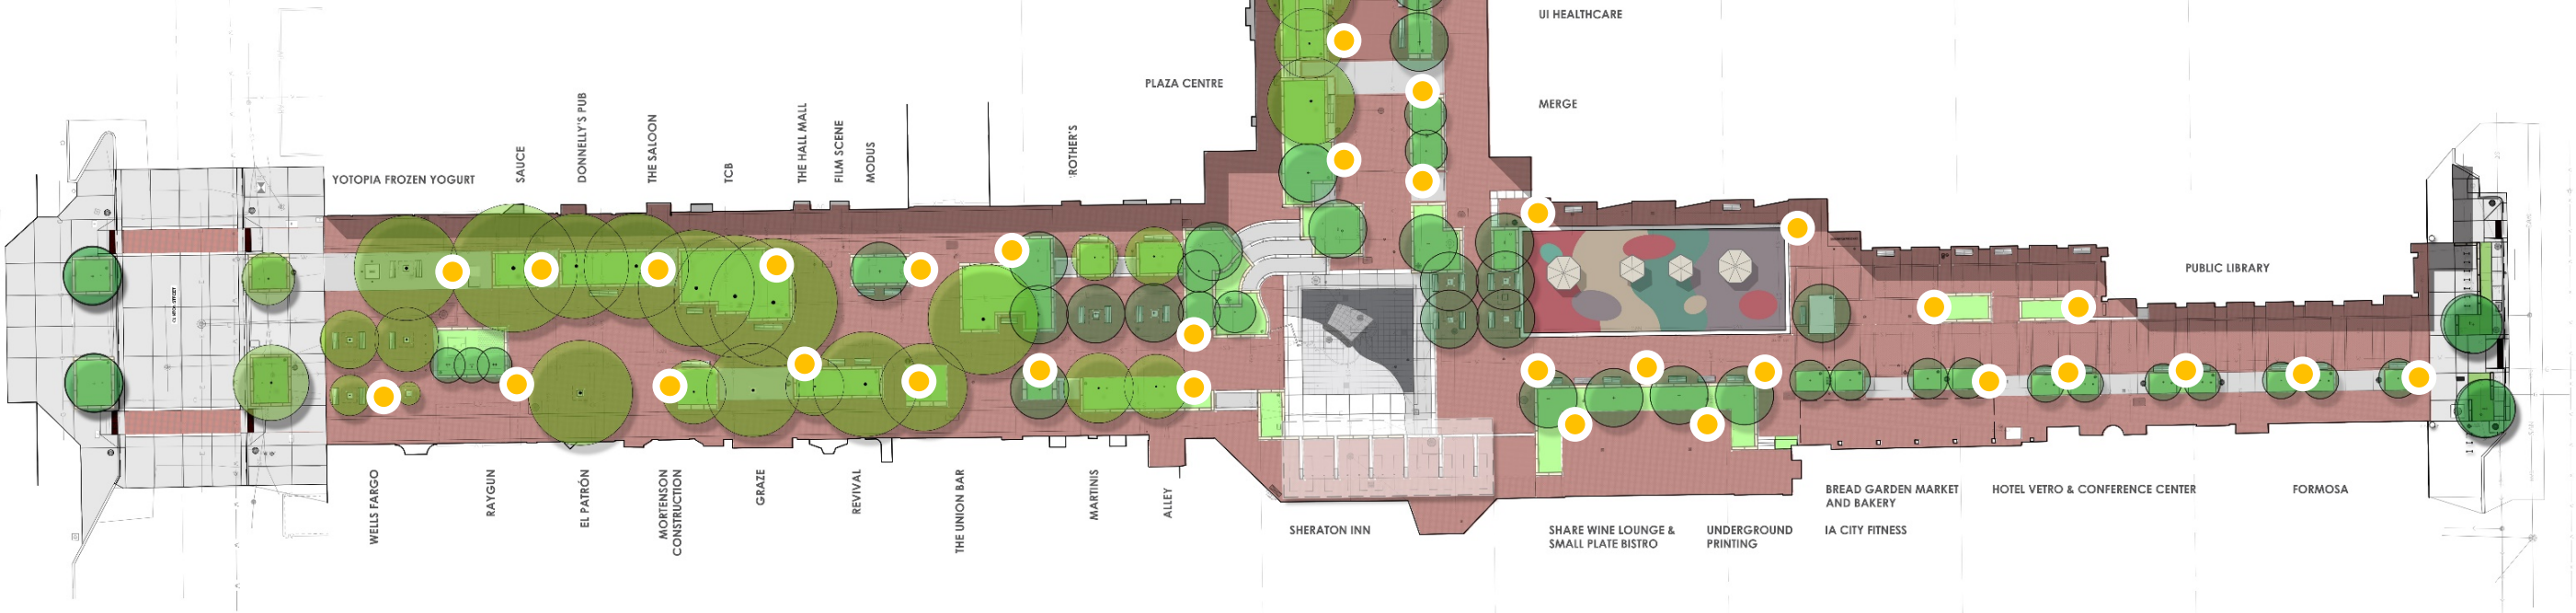 UI HEALTHCARE
PLAZA CENTRE
MERGE
YOTOPIA FROZEN YOGURT
SAUCE
DONNELLY'S PUB
THE SALOON
TCB
THE HALL MALL
FILM SCENE
MODUS
ROTHER'S
PUBLIC LIBRARY
WELLS FARGO
RAYGUN
EL PATRÓN
MORTENSON
CONSTRUCTION
GRAZE
REVIVAL
THE UNION BAR
MARTINIS
ALLEY
SHERATON INN
SHARE WINE LOUNGE &
SMALL PLATE BISTRO
UNDERGROUND
PRINTING
BREAD GARDEN MARKET
AND BAKERY
IA CITY FITNESS
HOTEL VETRO & CONFERENCE CENTER
FORMOSA